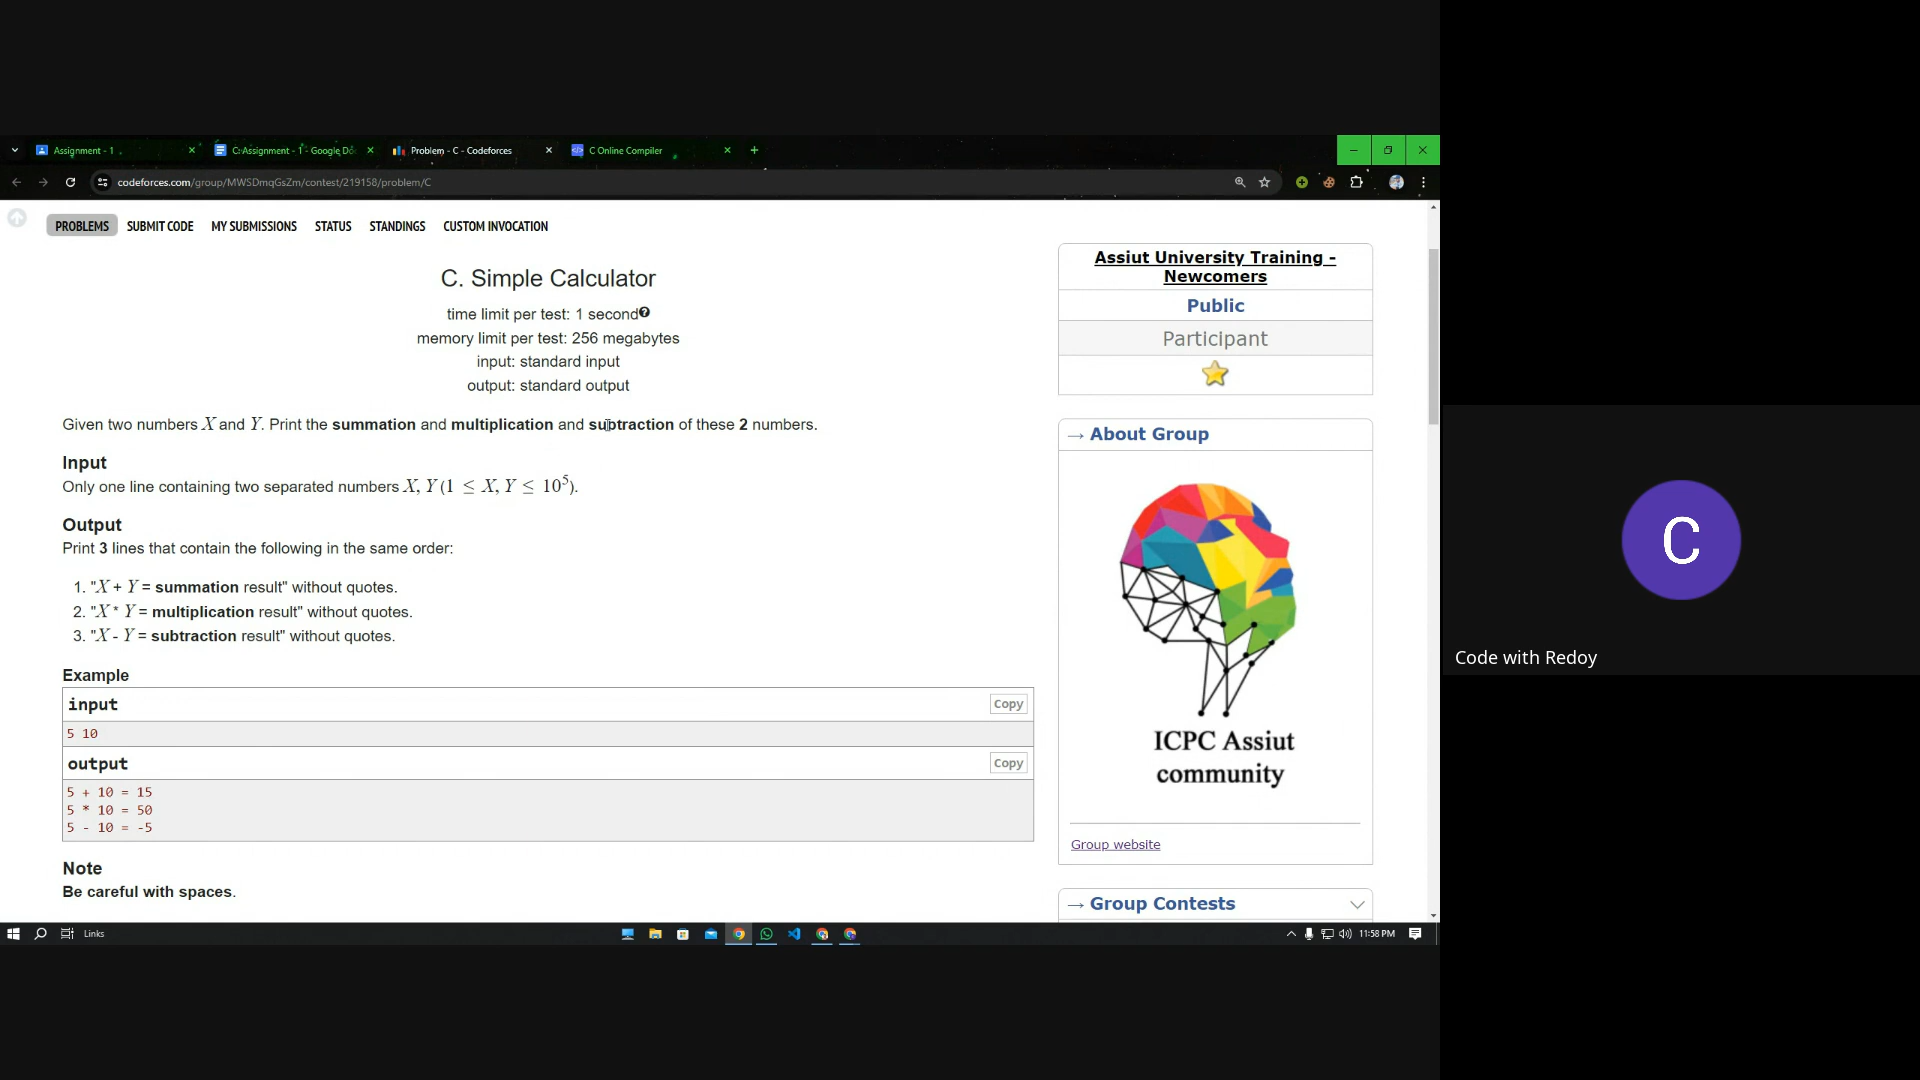 Assignment - 1
C: Assignment - 1 - Google Do
Problem - C - Codeforces
C Online Compiler
codeforces.com/group/MWSDmqGsZm/contest/219158/problem/C
PROBLEMS SUBMIT CODE MY SUBMISSIONS STATUS STANDINGS CUSTOM INVOCATION
C. Simple Calculator
time limit per test: 1 second
memory limit per test: 256 megabytes
input: standard input
output: standard output
Given two numbers X and Y. Print the summation and multiplication and subtraction of these 2 numbers.
Input
Only one line containing two separated numbers X, Y (1 ≤ X, Y ≤ 10^5).
Output
Print 3 lines that contain the following in the same order:
1. "X + Y = summation result" without quotes.
2. "X * Y = multiplication result" without quotes.
3. "X - Y = subtraction result" without quotes.
Example
input
Copy
5 10
output
Copy
5 + 10 = 15
5 * 10 = 50
5 - 10 = -5
Note
Be careful with spaces.
Assiut University Training -
Newcomers
Public
Participant
→ About Group
ICPC Assiut
community
Group website
→ Group Contests
Links
11:58 PM
C
Code with Redoy